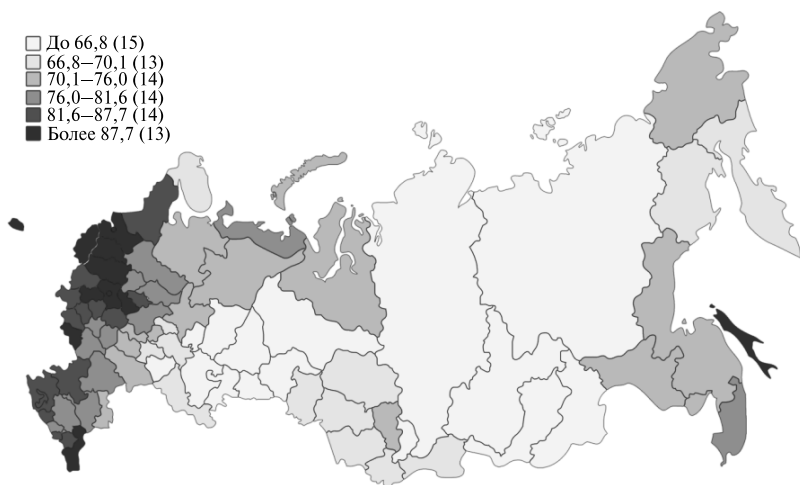 До 66,8 (15)
66,8–70,1 (13)
70,1–76,0 (14)
76,0–81,6 (14)
81,6–87,7 (14)
Более 87,7 (13)